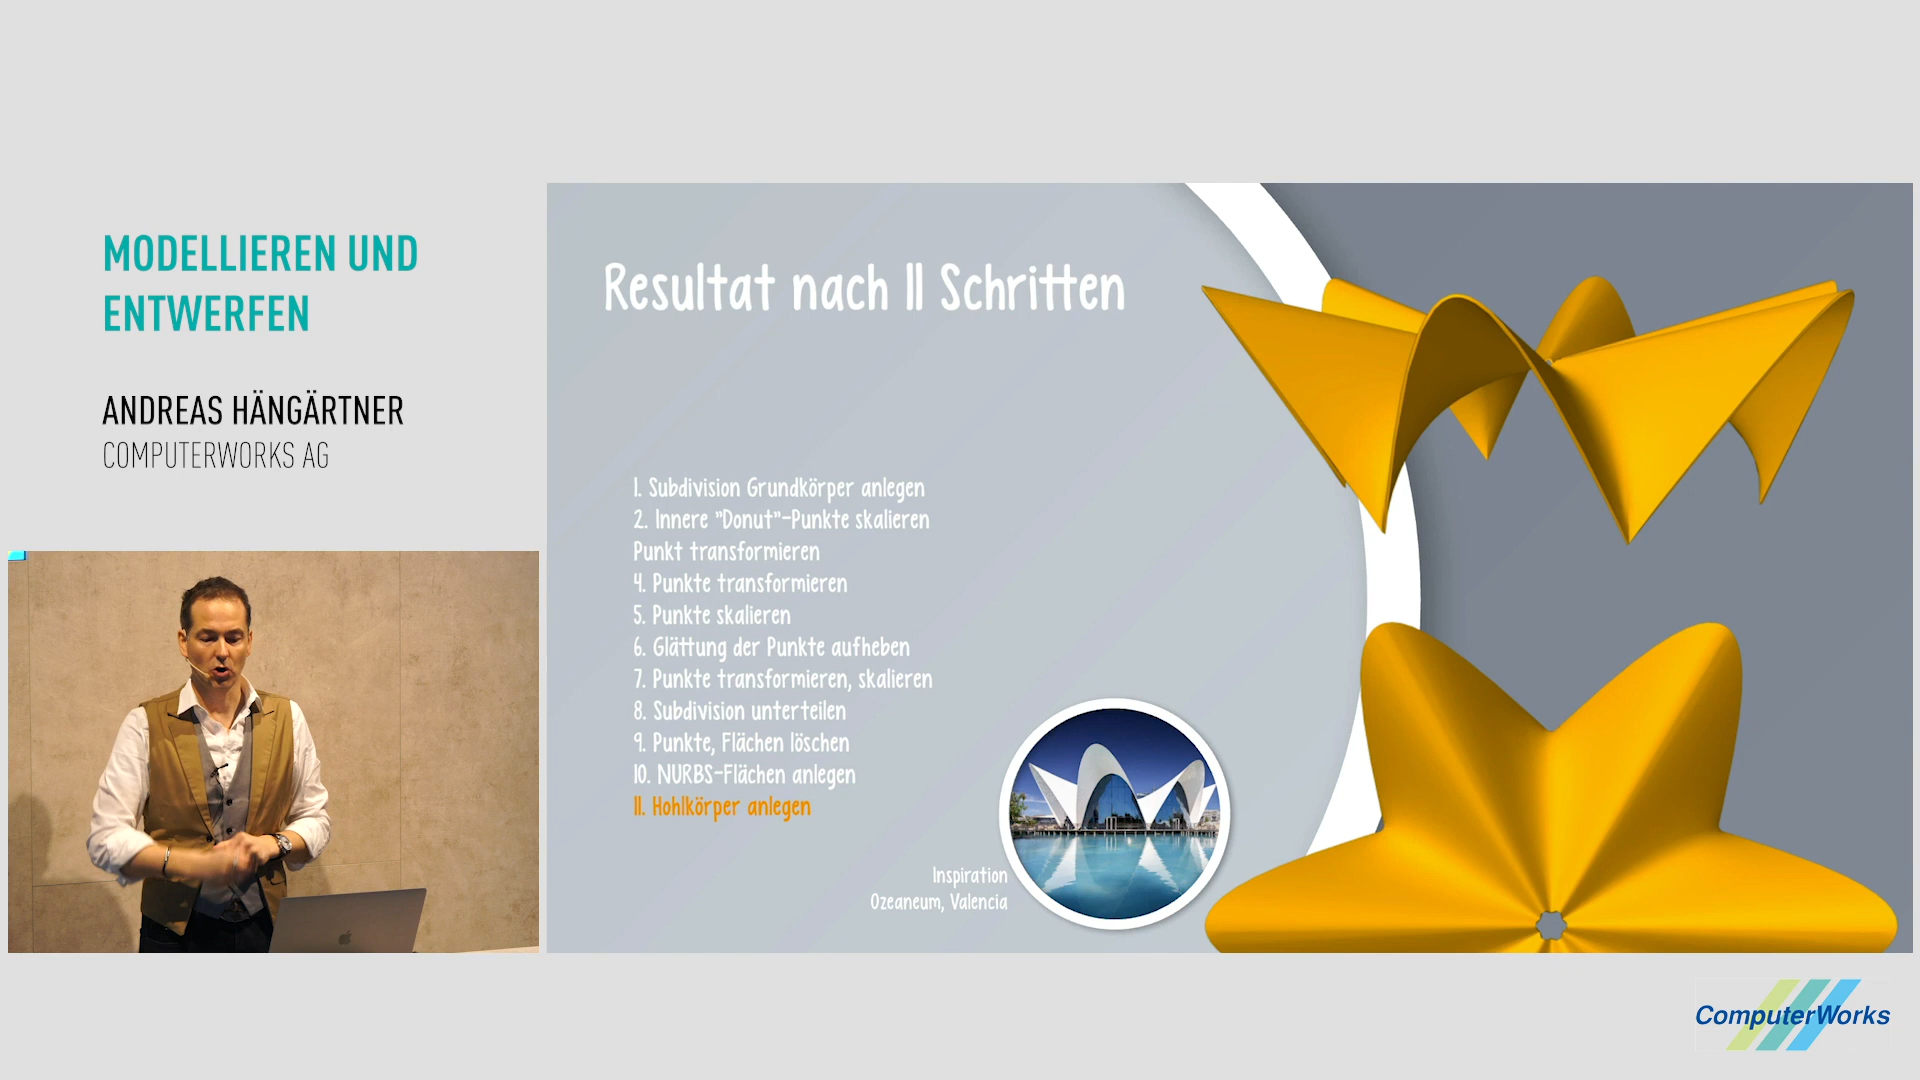 MODELLIEREN UND
ENTWERFEN
ANDREAS HÄNGÄRTNER
COMPUTERWORKS AG
Resultat nach 11 Schritten
1. Subdivision Grundkörper anlegen
2. Innere "Donut"-Punkte skalieren
Punkt transformieren
4. Punkte transformieren
5. Punkte skalieren
6. Glättung der Punkte aufheben
7. Punkte transformieren, skalieren
8. Subdivision unterteilen
9. Punkte, Flächen löschen
10. NURBS-Flächen anlegen
11. Hohlkörper anlegen
Inspiration
Ozeaneum, Valencia
ComputerWorks